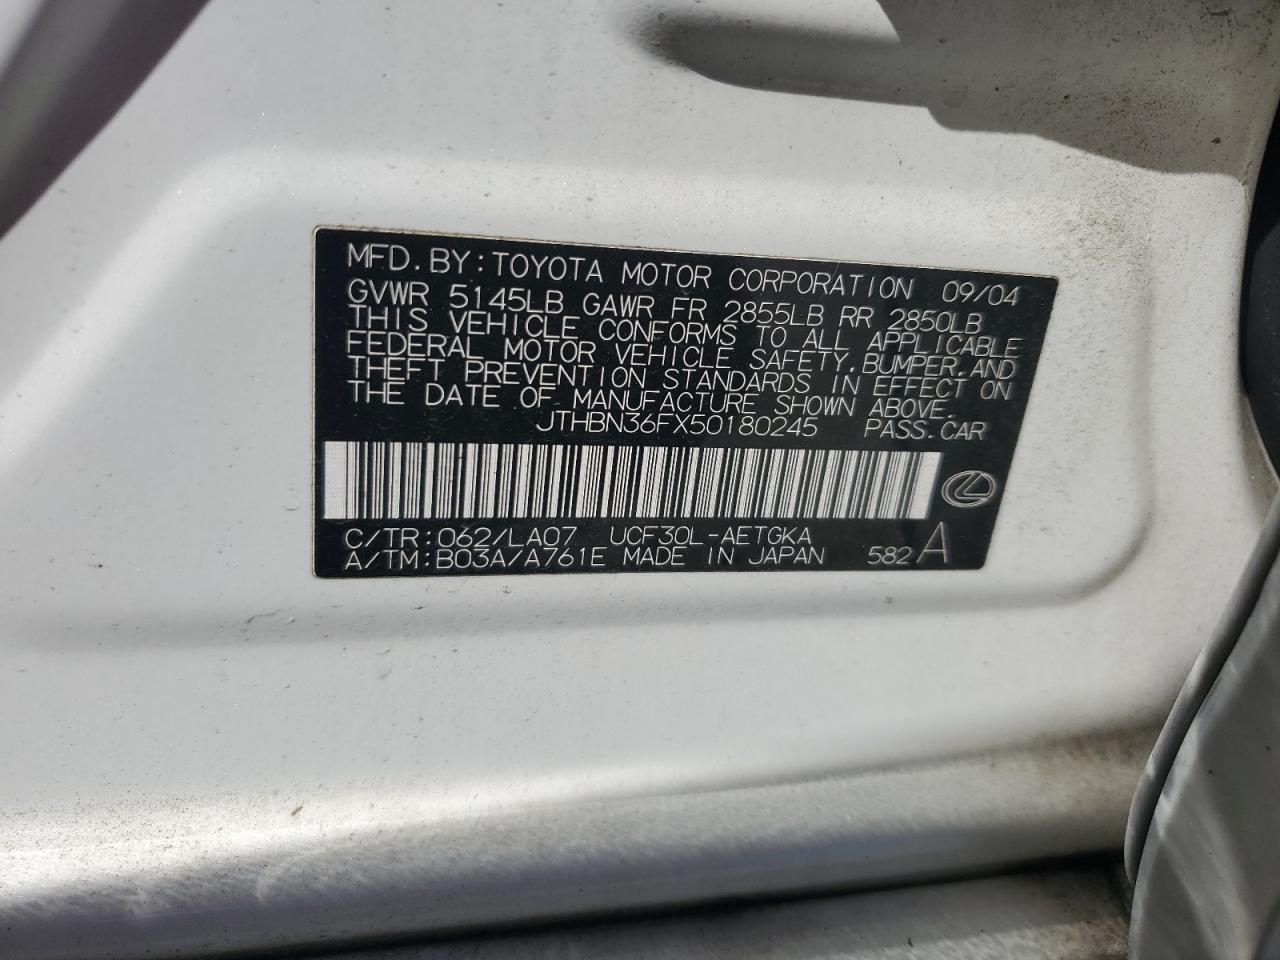 MFD. BY: TOYOTA MOTOR CORPORATION 09/04
GVWR 5145LB GAWR FR 2855LB RR 2850LB
THIS VEHICLE CONFORMS TO ALL APPLICABLE
FEDERAL MOTOR VEHICLE SAFETY, BUMPER, AND
THEFT PREVENTION STANDARDS IN EFFECT ON
THE DATE OF MANUFACTURE SHOWN ABOVE.
JTHBN36FX50180245 PASS. CAR
C/TR: 062/LA07 UCF30L-AETGKA
A/TM: B03A/A761E MADE IN JAPAN 582 A